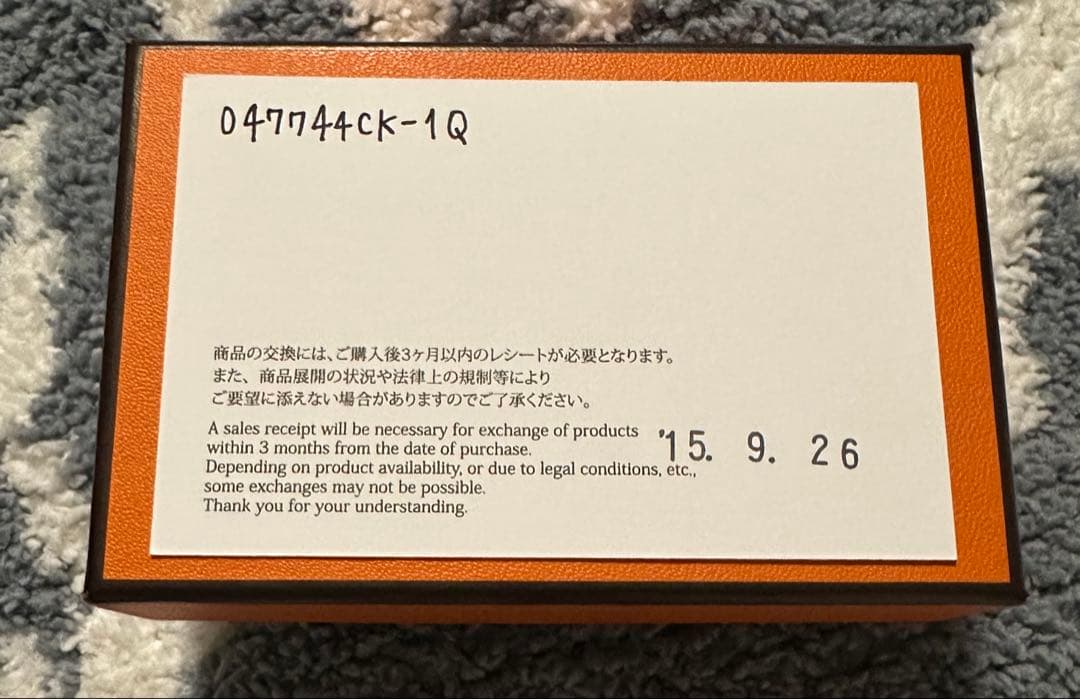 047744CK-1Q
商品の交換には、ご購入後3ヶ月以内のレシートが必要となります。
また、商品展開の状況や法律上の規制等により
ご要望に添えない場合がありますのでご了承ください。
A sales receipt will be necessary for exchange of products
within 3 months from the date of purchase.
Depending on product availability, or due to legal conditions, etc.,
some exchanges may not be possible.
Thank you for your understanding.
'15. 9. 26